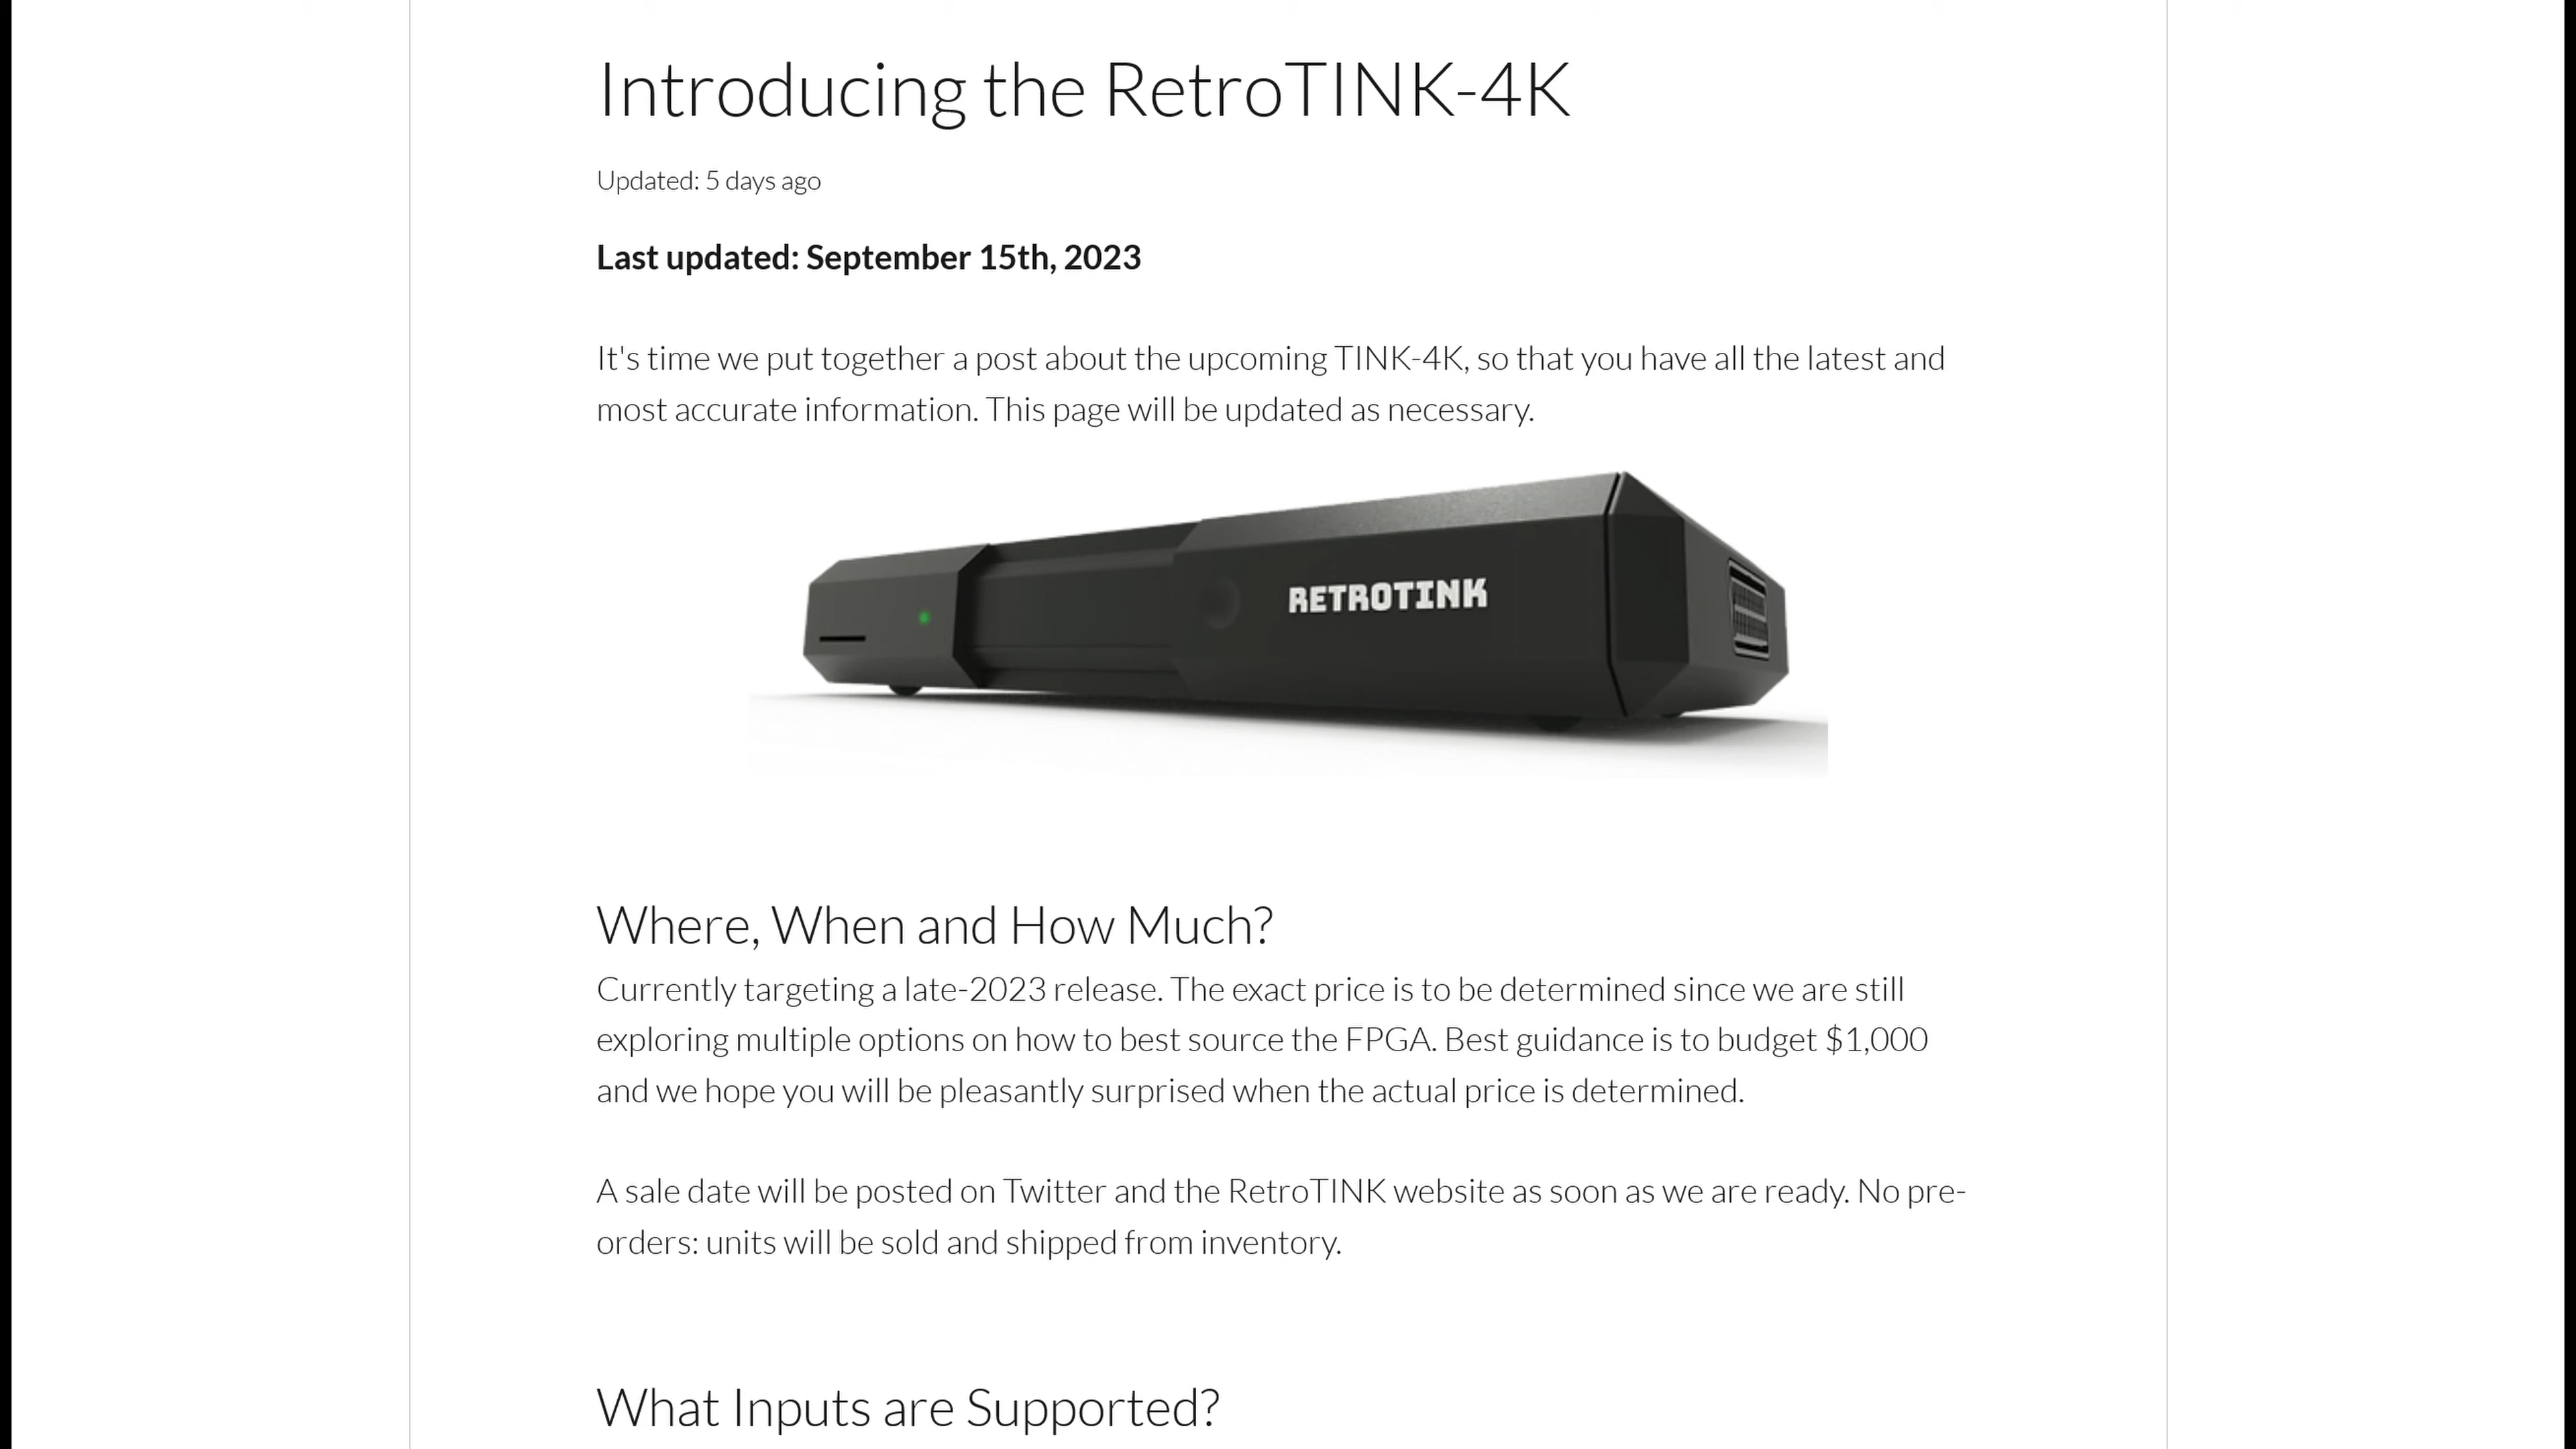 Introducing the RetroTINK-4K
Updated: 5 days ago
Last updated: September 15th, 2023
It's time we put together a post about the upcoming TINK-4K, so that you have all the latest and
most accurate information. This page will be updated as necessary.
RETROTINK
Where, When and How Much?
Currently targeting a late-2023 release. The exact price is to be determined since we are still
exploring multiple options on how to best source the FPGA. Best guidance is to budget $1,000
and we hope you will be pleasantly surprised when the actual price is determined.
A sale date will be posted on Twitter and the RetroTINK website as soon as we are ready. No pre-
orders: units will be sold and shipped from inventory.
What Inputs are Supported?